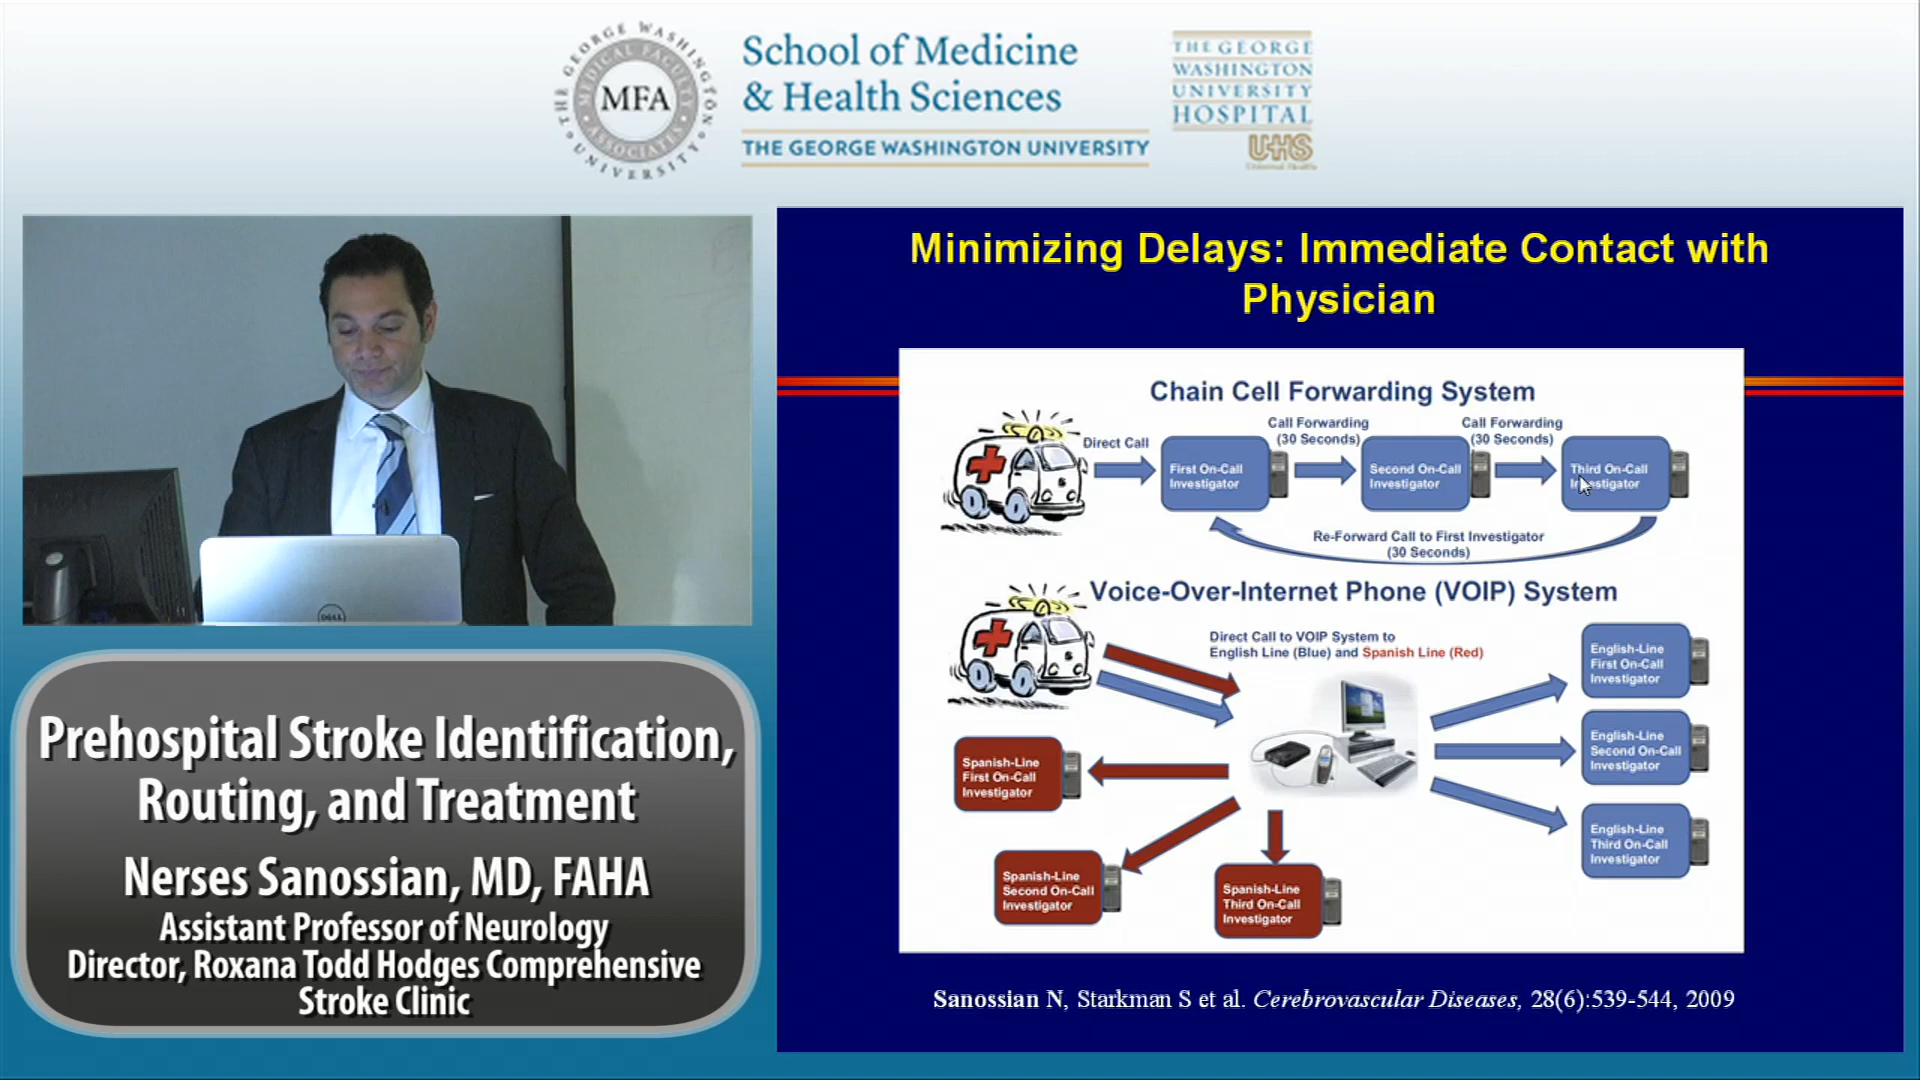 THE GEORGE WASHINGTON UNIVERSITY
MEDICAL FACULTY ASSOCIATES
MFA
School of Medicine
& Health Sciences
THE GEORGE WASHINGTON UNIVERSITY
THE GEORGE
WASHINGTON
UNIVERSITY
HOSPITAL
UHS
Universal Health
DELL
Prehospital Stroke Identification,
Routing, and Treatment
Nerses Sanossian, MD, FAHA
Assistant Professor of Neurology
Director, Roxana Todd Hodges Comprehensive
Stroke Clinic
Minimizing Delays: Immediate Contact with
Physician
Chain Cell Forwarding System
Direct Call
First On-Call
Investigator
Call Forwarding
(30 Seconds)
Second On-Call
Investigator
Call Forwarding
(30 Seconds)
Third On-Call
Investigator
Re-Forward Call to First Investigator
(30 Seconds)
Voice-Over-Internet Phone (VOIP) System
Direct Call to VOIP System to
English Line (Blue) and Spanish Line (Red)
English-Line
First On-Call
Investigator
English-Line
Second On-Call
Investigator
English-Line
Third On-Call
Investigator
Spanish-Line
First On-Call
Investigator
Spanish-Line
Second On-Call
Investigator
Spanish-Line
Third On-Call
Investigator
Sanossian N, Starkman S et al. Cerebrovascular Diseases, 28(6):539-544, 2009